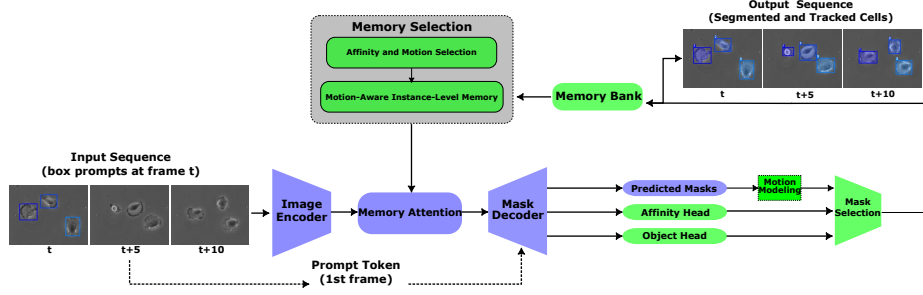 Output Sequence
(Segmented and Tracked Cells)
t
t+5
t+10
Memory Selection
Affinity and Motion Selection
Motion-Aware Instance-Level Memory
Memory Bank
Input Sequence
(box prompts at frame t)
t
t+5
t+10
Image
Encoder
Memory Attention
Mask
Decoder
Predicted Masks
Affinity Head
Object Head
Motion
Modeling
Mask
Selection
Prompt Token
(1st frame)